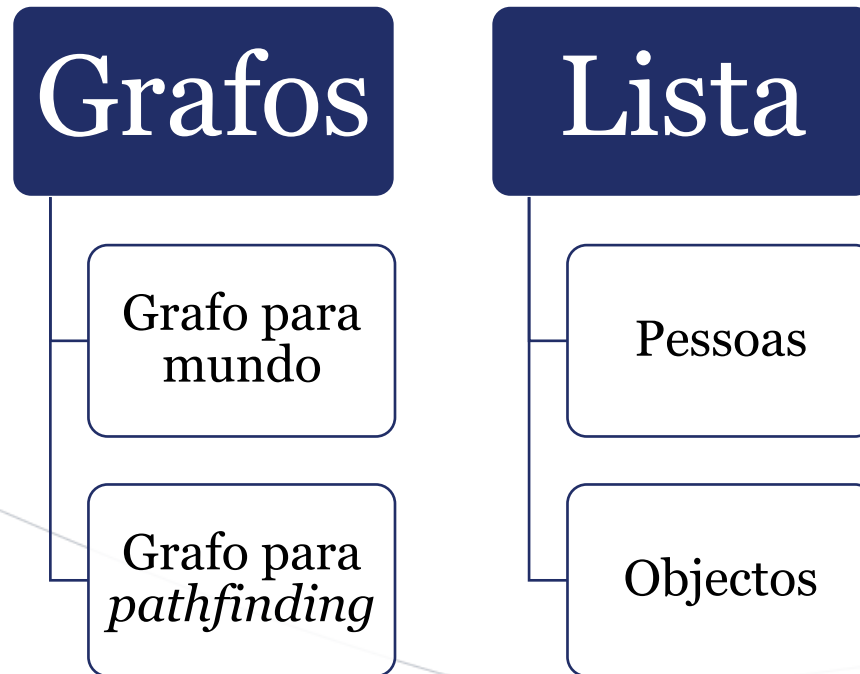 Grafos
Grafo para
mundo
Grafo para
pathfinding
Lista
Pessoas
Objectos